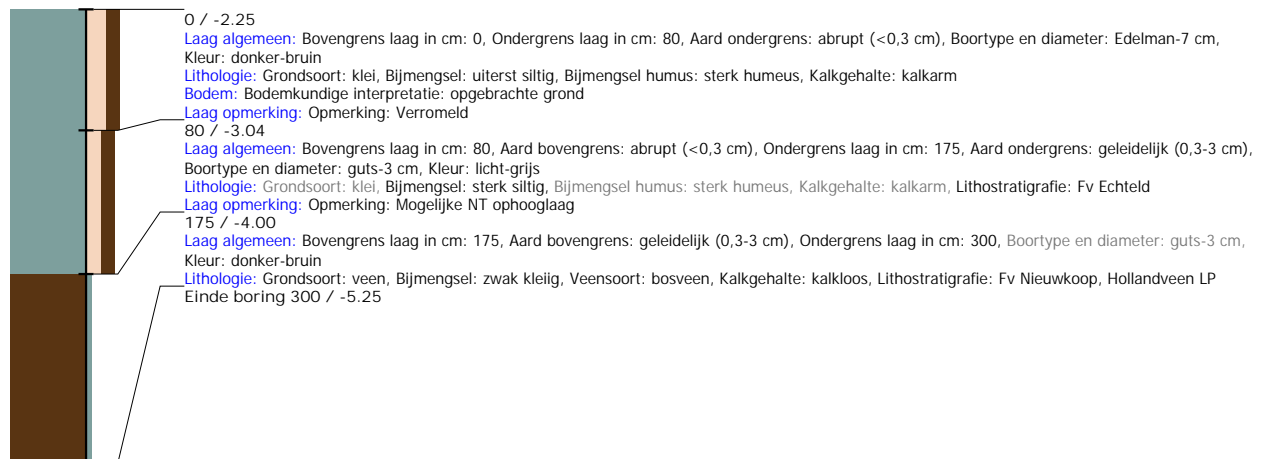 0 / -2.25
Laag algemeen: Bovengrens laag in cm: 0, Ondergrens laag in cm: 80, Aard ondergrens: abrupt (<0,3 cm), Boortype en diameter: Edelman-7 cm,
Kleur: donker-bruin
Lithologie: Grondsoort: klei, Bijmengsel: uiterst siltig, Bijmengsel humus: sterk humeus, Kalkgehalte: kalkarm
Bodem: Bodemkundige interpretatie: opgebrachte grond
Laag opmerking: Opmerking: Verromeld
80 / -3.04
Laag algemeen: Bovengrens laag in cm: 80, Aard bovengrens: abrupt (<0,3 cm), Ondergrens laag in cm: 175, Aard ondergrens: geleidelijk (0,3-3 cm),
Boortype en diameter: guts-3 cm, Kleur: licht-grijs
Lithologie: Grondsoort: klei, Bijmengsel: sterk siltig, Bijmengsel humus: sterk humeus, Kalkgehalte: kalkarm, Lithostratigrafie: Fv Echteld
Laag opmerking: Opmerking: Mogelijke NT ophooglaag
175 / -4.00
Laag algemeen: Bovengrens laag in cm: 175, Aard bovengrens: geleidelijk (0,3-3 cm), Ondergrens laag in cm: 300, Boortype en diameter: guts-3 cm,
Kleur: donker-bruin
Lithologie: Grondsoort: veen, Bijmengsel: zwak kleiig, Veensoort: bosveen, Kalkgehalte: kalkloos, Lithostratigrafie: Fv Nieuwkoop, Hollandveen LP
Einde boring 300 / -5.25